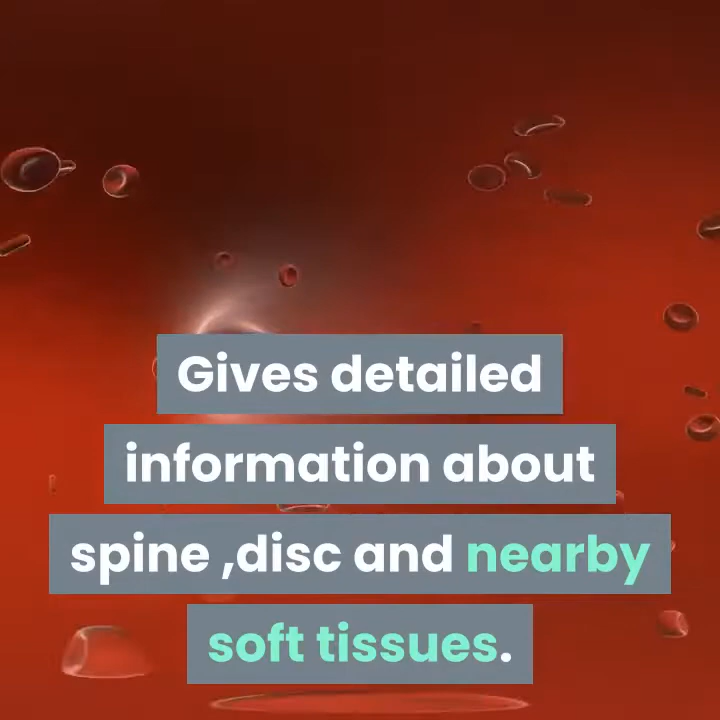 Gives detailed
information about
spine ,disc and nearby
soft tissues.